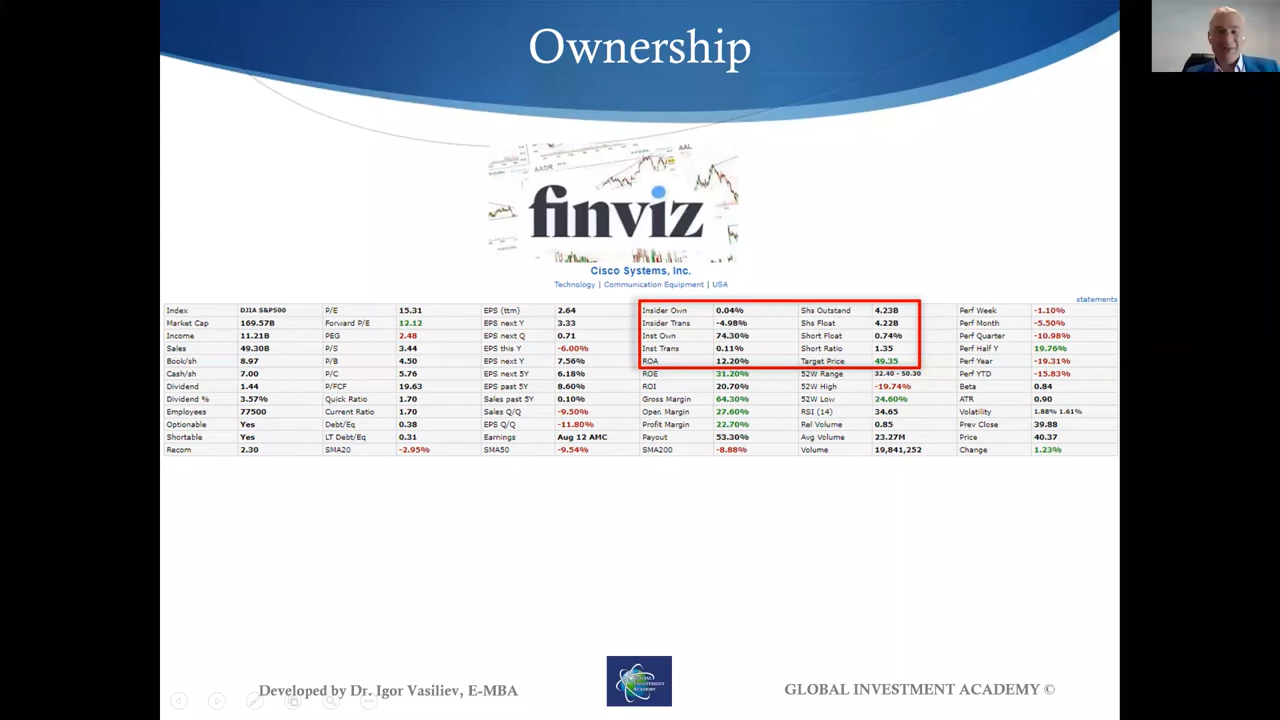 Ownership
AADR
AAL
finviz
Cisco Systems, Inc.
Technology | Communication Equipment | USA
statements
Index DJIA S&P500 P/E 15.31 EPS (ttm) 2.64 Insider Own 0.04% Shs Outstand 4.23B Perf Week -1.10%
Market Cap 169.57B Forward P/E 12.12 EPS next Y 3.33 Insider Trans -4.98% Shs Float 4.22B Perf Month -5.50%
Income 11.21B PEG 2.48 EPS next Q 0.71 Inst Own 74.30% Short Float 0.74% Perf Quarter -10.98%
Sales 49.30B P/S 3.44 EPS this Y -6.00% Inst Trans 0.11% Short Ratio 1.35 Perf Half Y 19.76%
Book/sh 8.97 P/B 4.50 EPS next Y 7.56% ROA 12.20% Target Price 49.35 Perf Year -19.31%
Cash/sh 7.00 P/C 5.76 EPS next 5Y 6.18% ROE 31.20% 52W Range 32.40 - 50.30 Perf YTD -15.83%
Dividend 1.44 P/FCF 19.63 EPS past 5Y 8.60% ROI 20.70% 52W High -19.74% Beta 0.84
Dividend % 3.57% Quick Ratio 1.70 Sales past 5Y 0.10% Gross Margin 64.30% 52W Low 24.60% ATR 0.90
Employees 77500 Current Ratio 1.70 Sales Q/Q -9.50% Oper. Margin 27.60% RSI (14) 34.65 Volatility 1.88% 1.61%
Optionable Yes Debt/Eq 0.38 EPS Q/Q -11.80% Profit Margin 22.70% Rel Volume 0.85 Prev Close 39.88
Shortable Yes LT Debt/Eq 0.31 Earnings Aug 12 AMC Payout 53.30% Avg Volume 23.27M Price 40.37
Recom 2.30 SMA20 -2.95% SMA50 -9.54% SMA200 -8.88% Volume 19,841,252 Change 1.23%
Developed by Dr. Igor Vasiliev, E-MBA
GLOBAL INVESTMENT ACADEMY
GLOBAL INVESTMENT ACADEMY ©